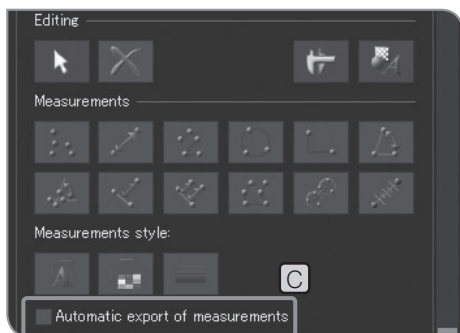 Editing
Measurements
Measurements style:
C
Automatic export of measurements